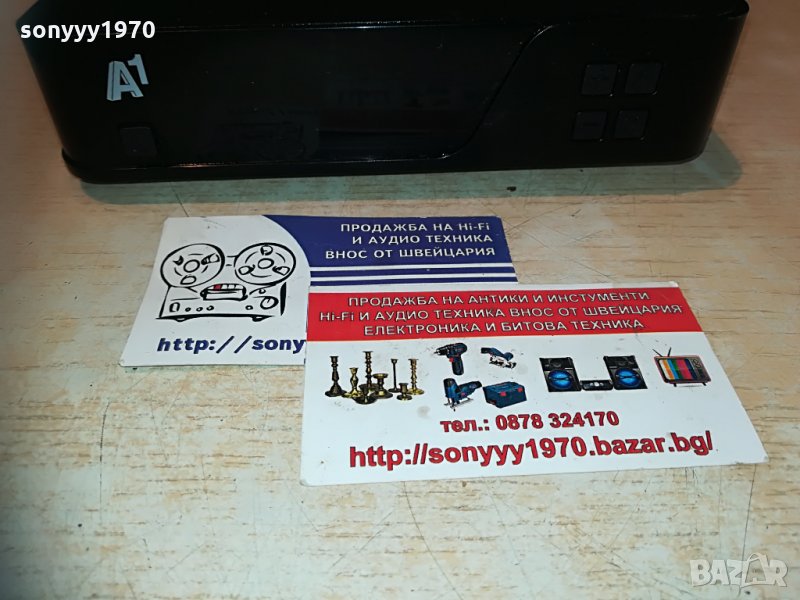 sonyyy1970
A1
ПРОДАЖБА НА Hi-Fi
И АУДИО ТЕХНИКА
ВНОС ОТ ШВЕЙЦАРИЯ
http://sony
ПРОДАЖБА НА АНТИКИ И ИНСТУМЕНТИ
Hi-Fi И АУДИО ТЕХНИКА ВНОС ОТ ШВЕЙЦАРИЯ
ЕЛЕКТРОНИКА И БИТОВА ТЕХНИКА
тел.: 0878 324170
http://sonyyy1970.bazar.bg/
BAZAR